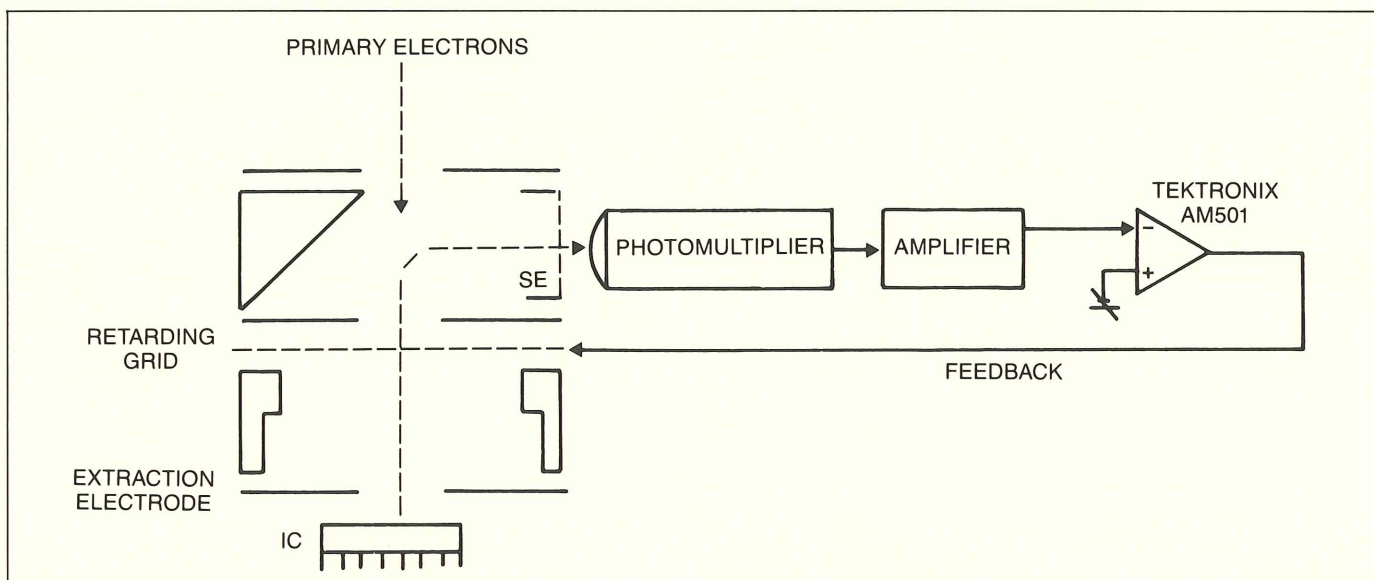 PRIMARY ELECTRONS
TEKTRONIX
AM501
PHOTOMULTIPLIER
AMPLIFIER
−
+
SE
RETARDING
GRID
FEEDBACK
EXTRACTION
ELECTRODE
IC